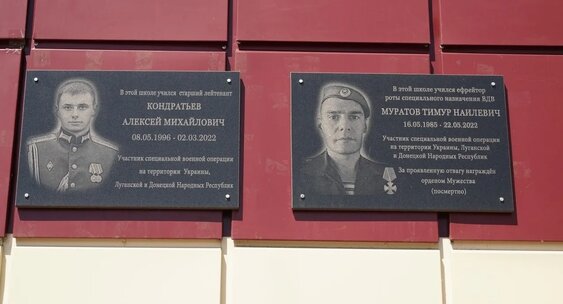 В этой школе учился старший лейтенант
КОНДРАТЬЕВ
АЛЕКСЕЙ МИХАЙЛОВИЧ
08.05.1996 - 02.03.2022
Участник специальной военной операции
на территории Украины,
Луганской и Донецкой Народных Республик
В этой школе учился ефрейтор
роты специального назначения ВДВ
МУРАТОВ ТИМУР НАИЛЕВИЧ
16.05.1985 - 22.05.2022
Участник специальной военной операции
на территории Украины, Луганской
и Донецкой Народных Республик
За проявленную отвагу награждён
орденом Мужества
(посмертно)